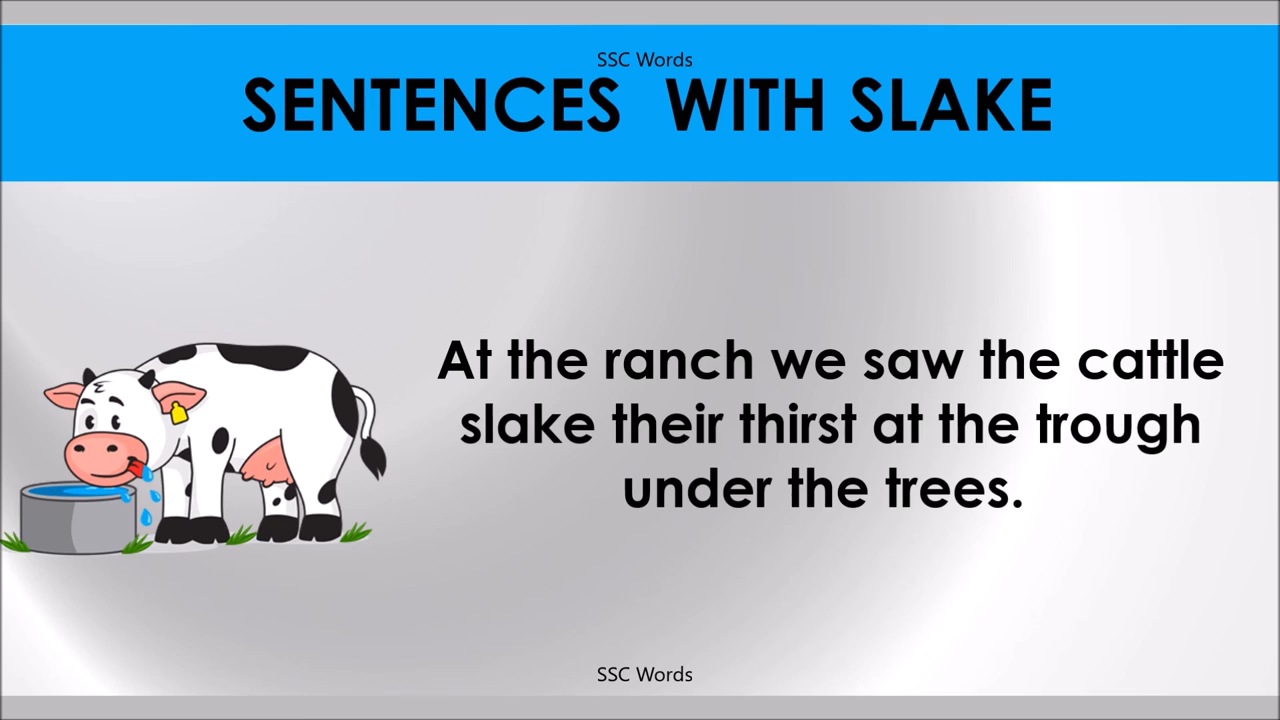 SSC Words
SENTENCES WITH SLAKE
At the ranch we saw the cattle
slake their thirst at the trough
under the trees.
SSC Words